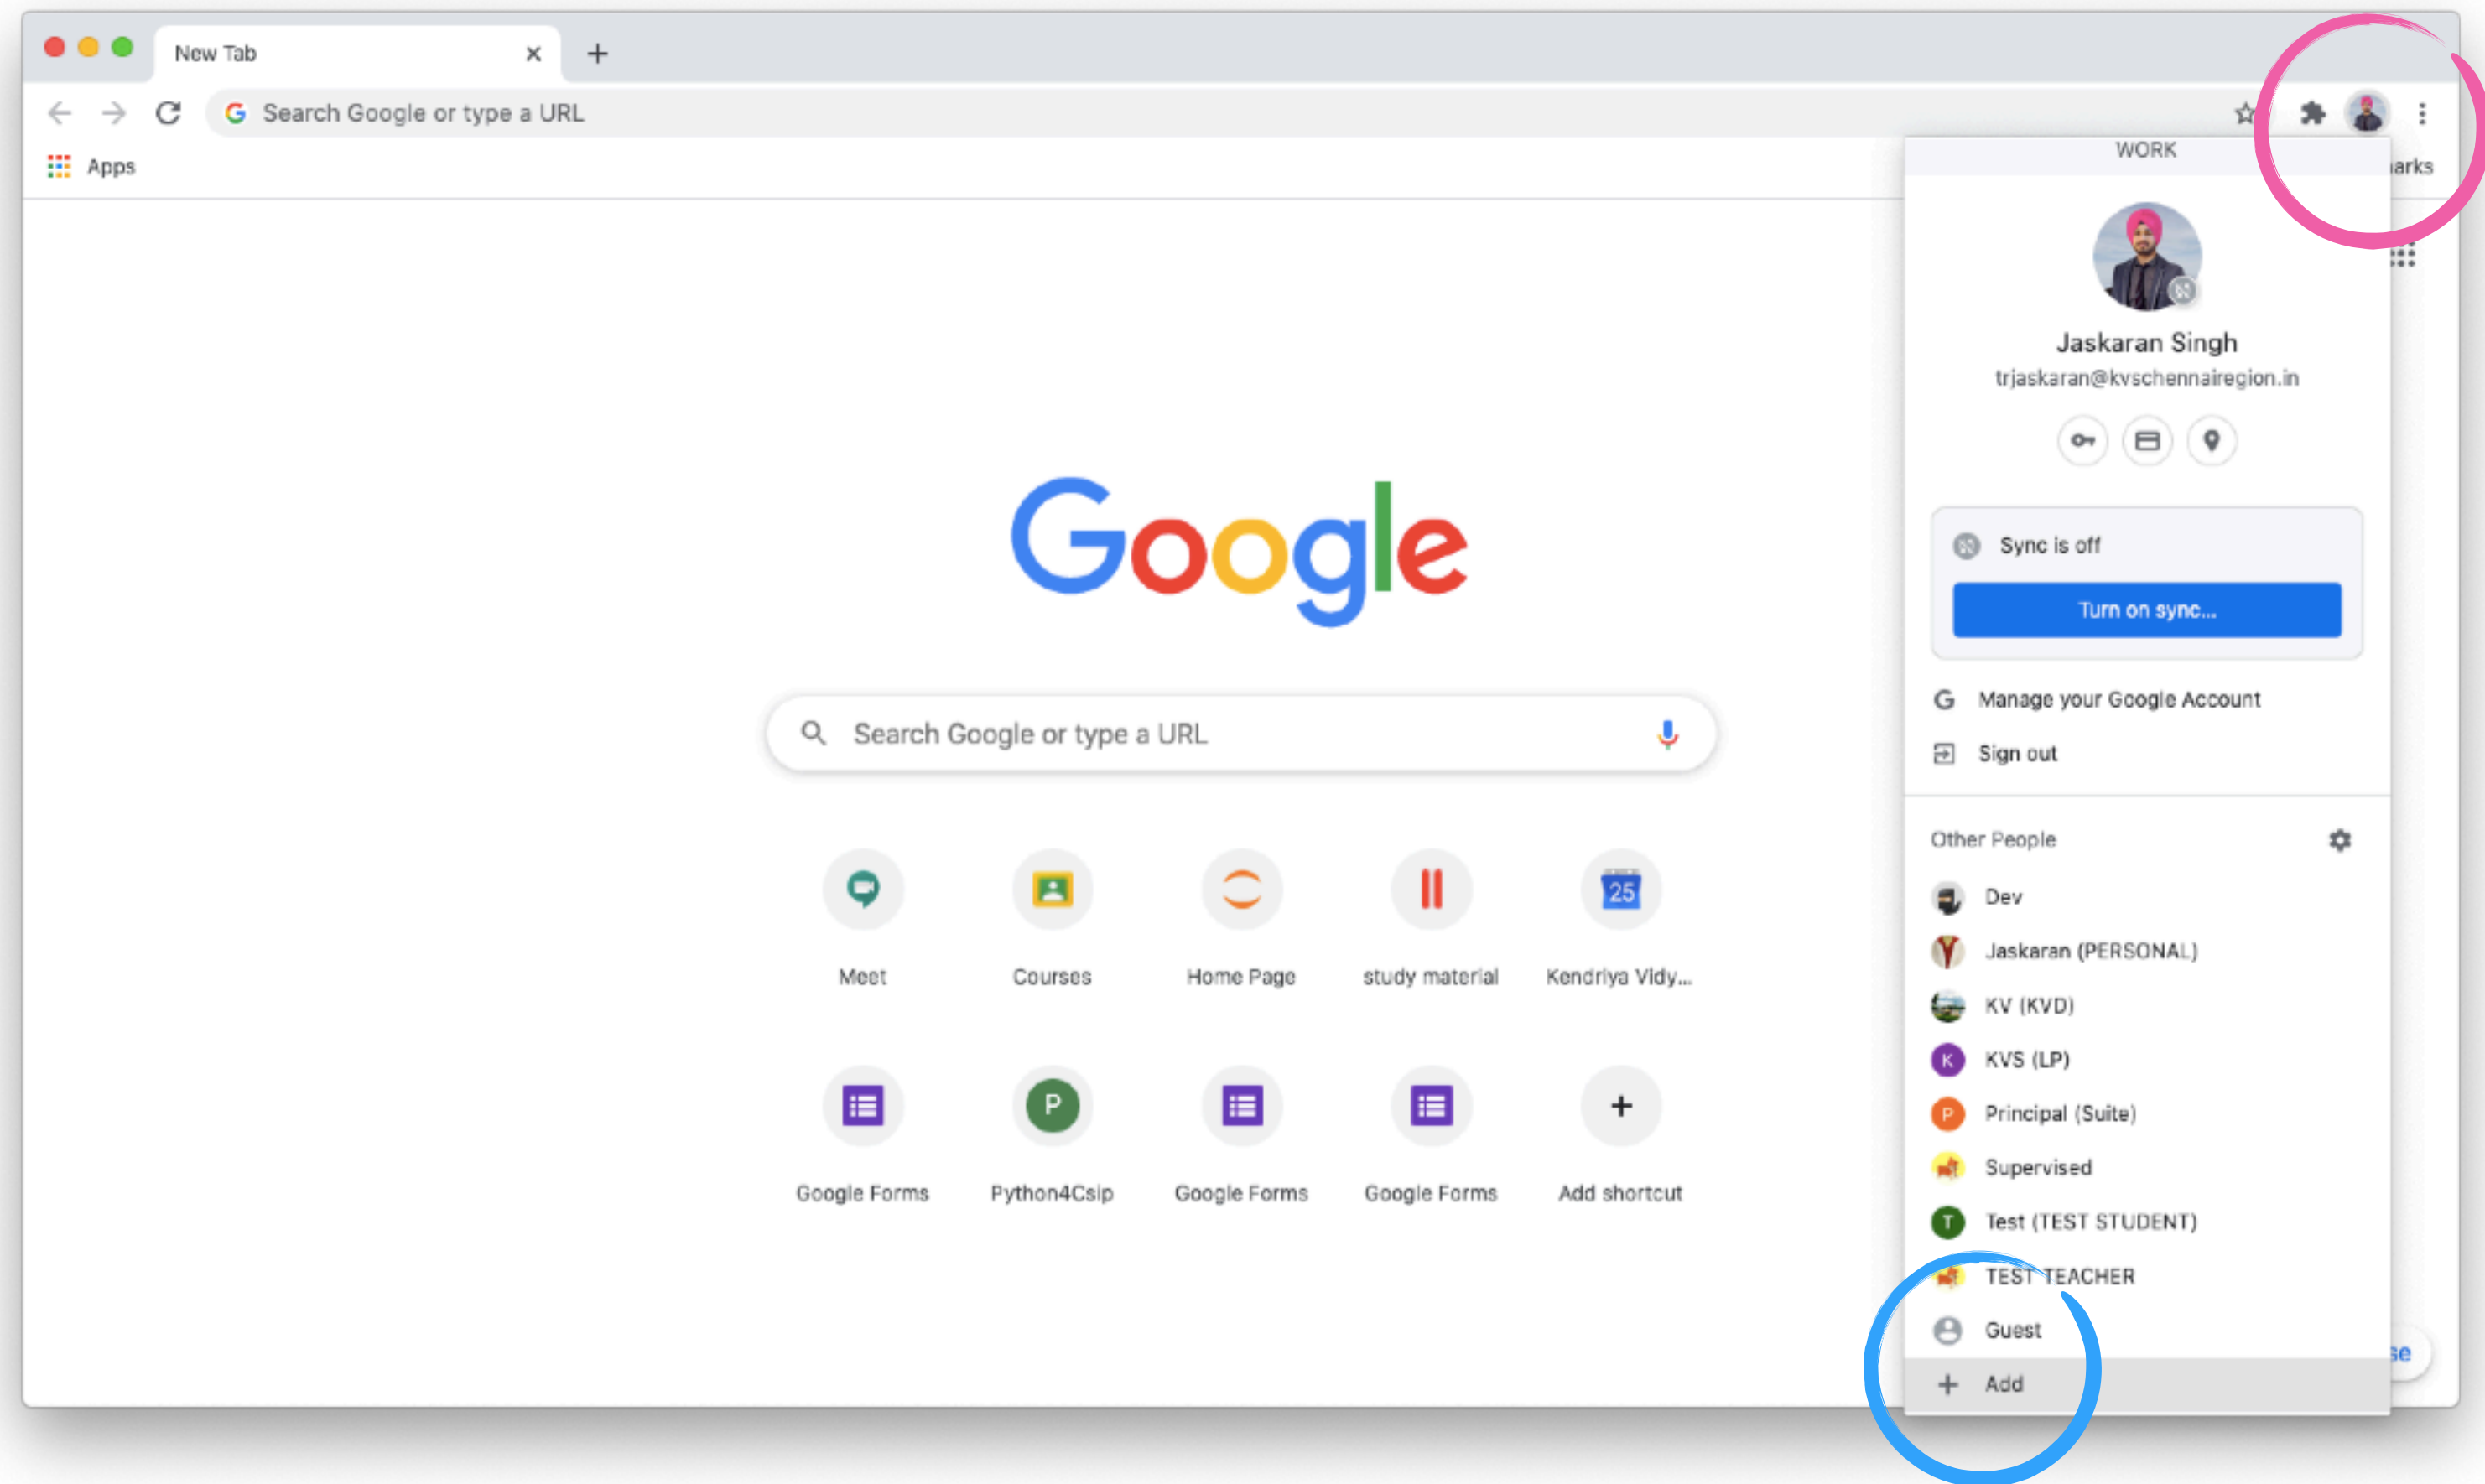 New Tab
Search Google or type a URL
Apps
arks
WORK
Jaskaran Singh
trjaskaran@kvschennairegion.in
Sync is off
Turn on sync...
Manage your Google Account
Sign out
Google
Search Google or type a URL
Meet
Courses
Home Page
study material
Kendriya Vidy...
25
P
Google Forms
Python4Csip
Google Forms
Google Forms
Add shortcut
Other People
Dev
Jaskaran (PERSONAL)
KV (KVD)
K KVS (LP)
P Principal (Suite)
Supervised
T Test (TEST STUDENT)
TEST TEACHER
Guest
Add
se